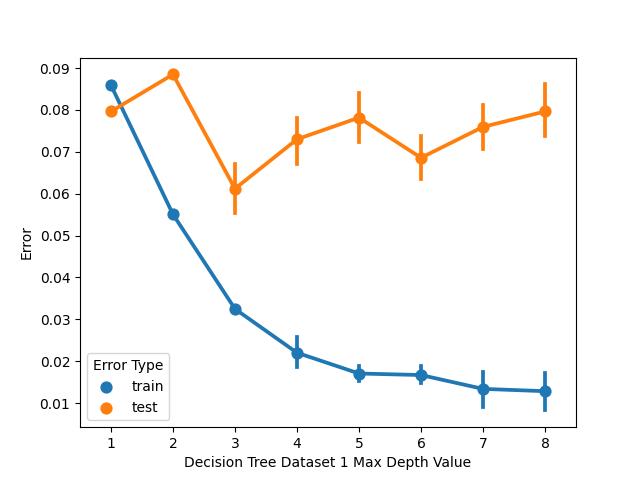 0.09
0.08
0.07
0.06
0.05
0.04
0.03
0.02
0.01
Error
Error Type
train
test
1 2 3 4 5 6 7 8
Decision Tree Dataset 1 Max Depth Value